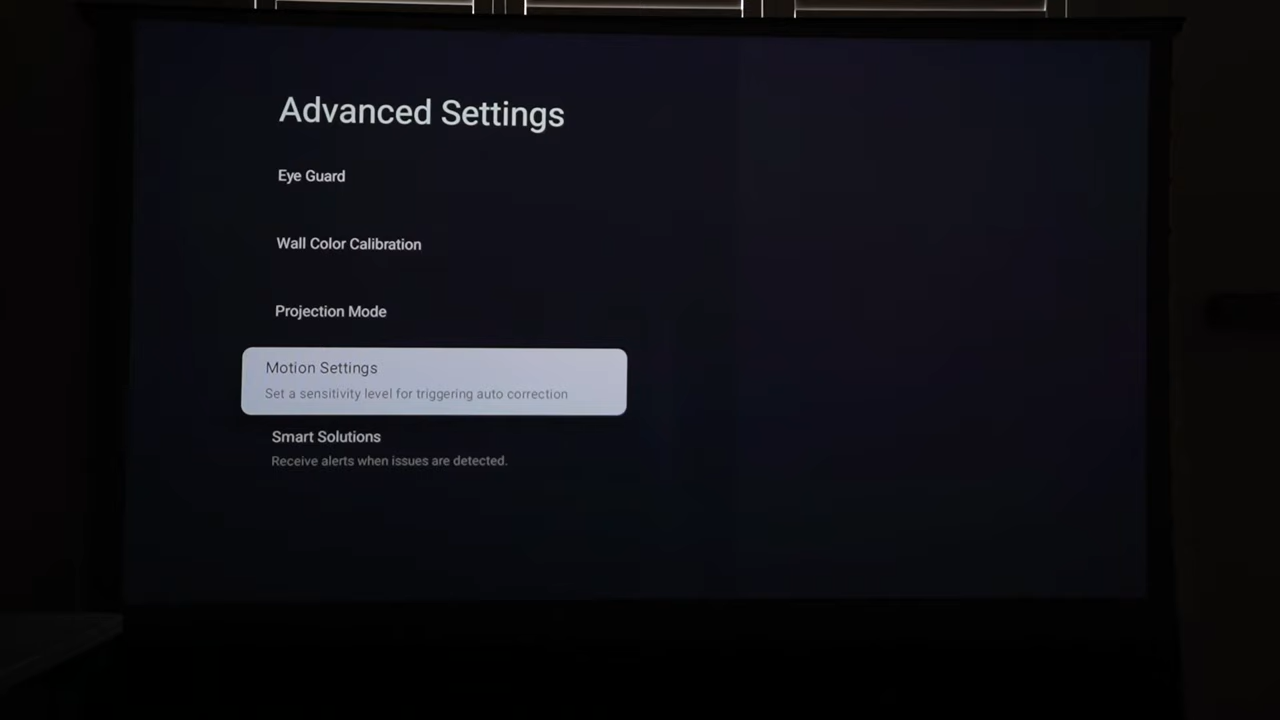 Advanced Settings
Eye Guard
Wall Color Calibration
Projection Mode
Motion Settings
Set a sensitivity level for triggering auto correction
Smart Solutions
Receive alerts when issues are detected.